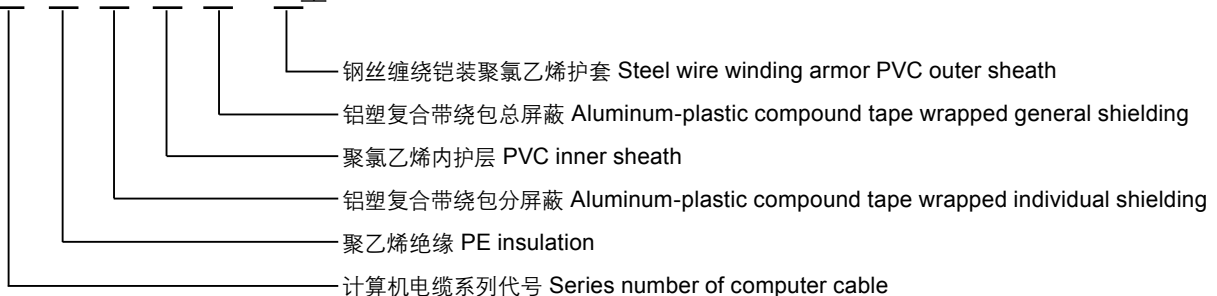 钢丝缠绕铠装聚氯乙烯护套 Steel wire winding armor PVC outer sheath
铝塑复合带绕包总屏蔽 Aluminum-plastic compound tape wrapped general shielding
聚氯乙烯内护层 PVC inner sheath
铝塑复合带绕包分屏蔽 Aluminum-plastic compound tape wrapped individual shielding
聚乙烯绝缘 PE insulation
计算机电缆系列代号 Series number of computer cable